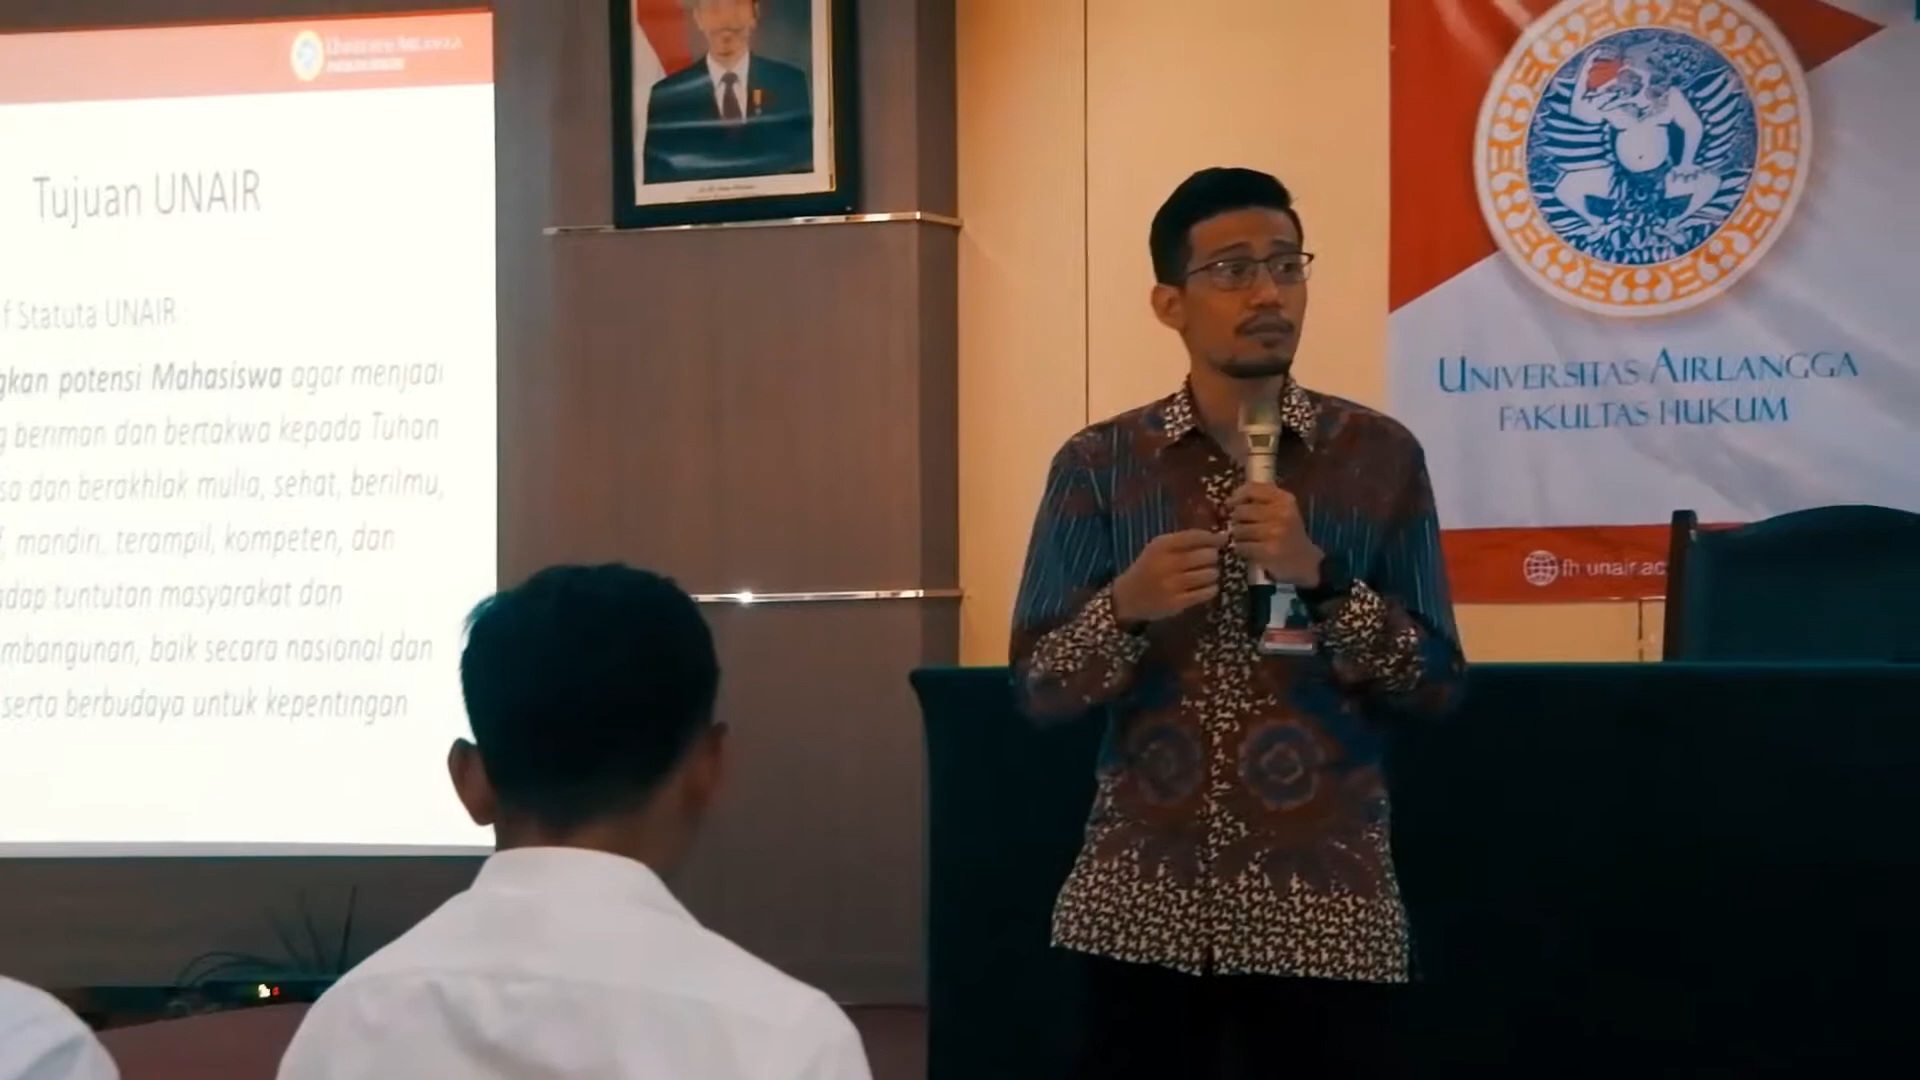 UNIVERSITAS AIRLANGGA
Tujuan UNAIR
f Statuta UNAIR :
gkan potensi Mahasiswa agar menjadi
g beriman dan bertakwa kepada Tuhan
sa dan berakhlak mulia, sehat, berilmu,
f, mandiri, terampil, kompeten, dan
adap tuntutan masyarakat dan
mbangunan, baik secara nasional dan
serta berbudaya untuk kepentingan
UNIVERSITAS AIRLANGGA
FAKULTAS HUKUM
fh unair.ac